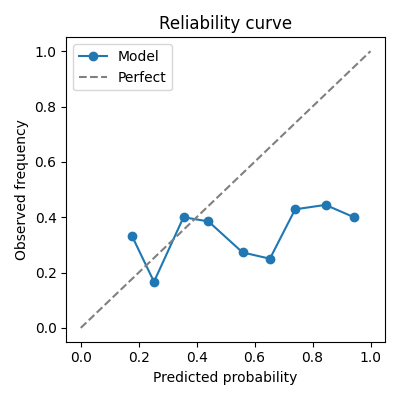 Reliability curve
Model
Perfect
Observed frequency
1.0
0.8
0.6
0.4
0.2
0.0
0.0 0.2 0.4 0.6 0.8 1.0
Predicted probability